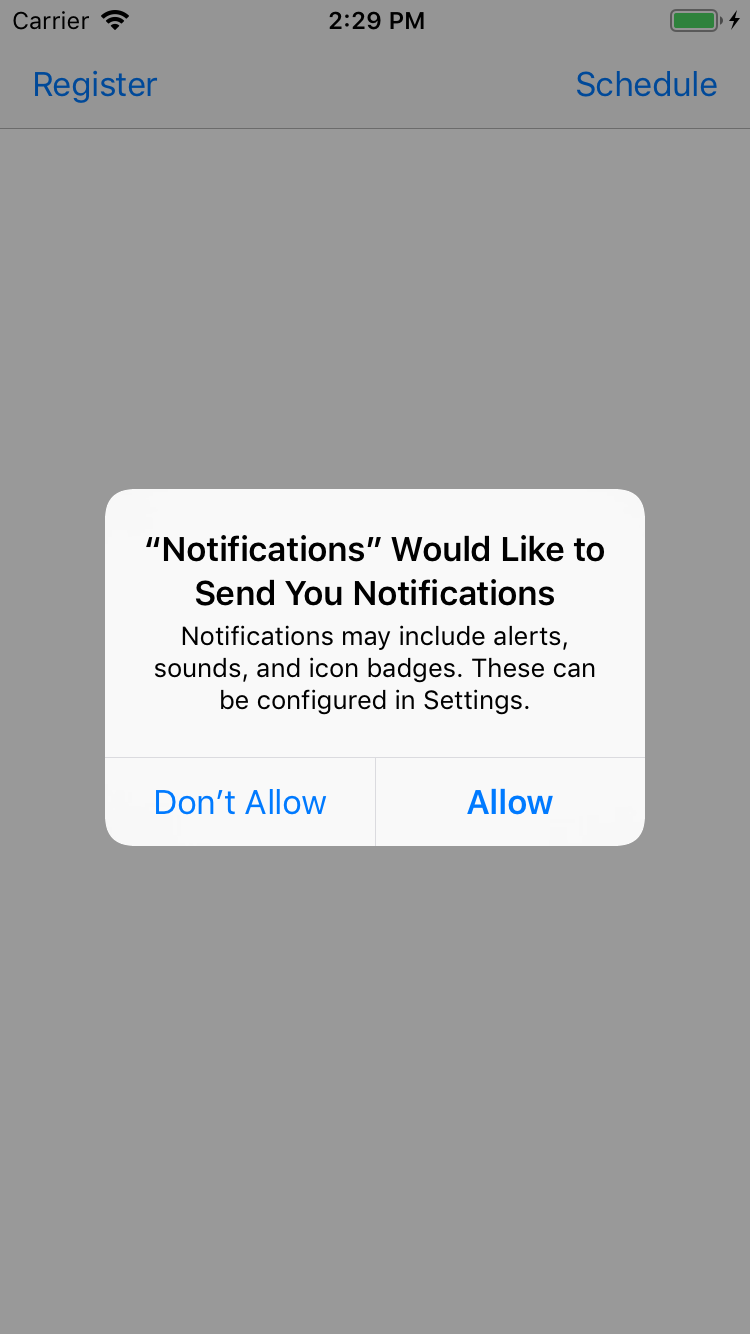 Carrier 2:29 PM
Register Schedule
“Notifications” Would Like to
Send You Notifications
Notifications may include alerts,
sounds, and icon badges. These can
be configured in Settings.
Don’t Allow Allow